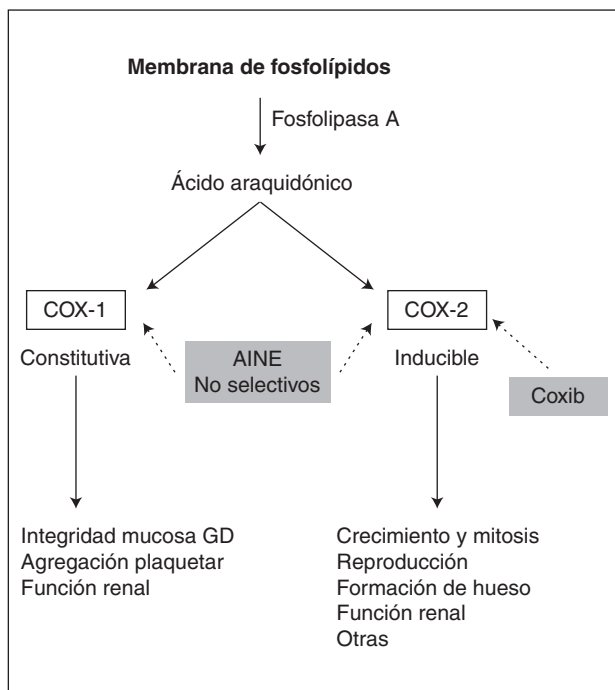 Membrana de fosfolípidos
Fosfolipasa A
Ácido araquidónico
COX-1
COX-2
Constitutiva
AINE
No selectivos
Inducible
Coxib
Integridad mucosa GD
Agregación plaquetar
Función renal
Crecimiento y mitosis
Reproducción
Formación de hueso
Función renal
Otras